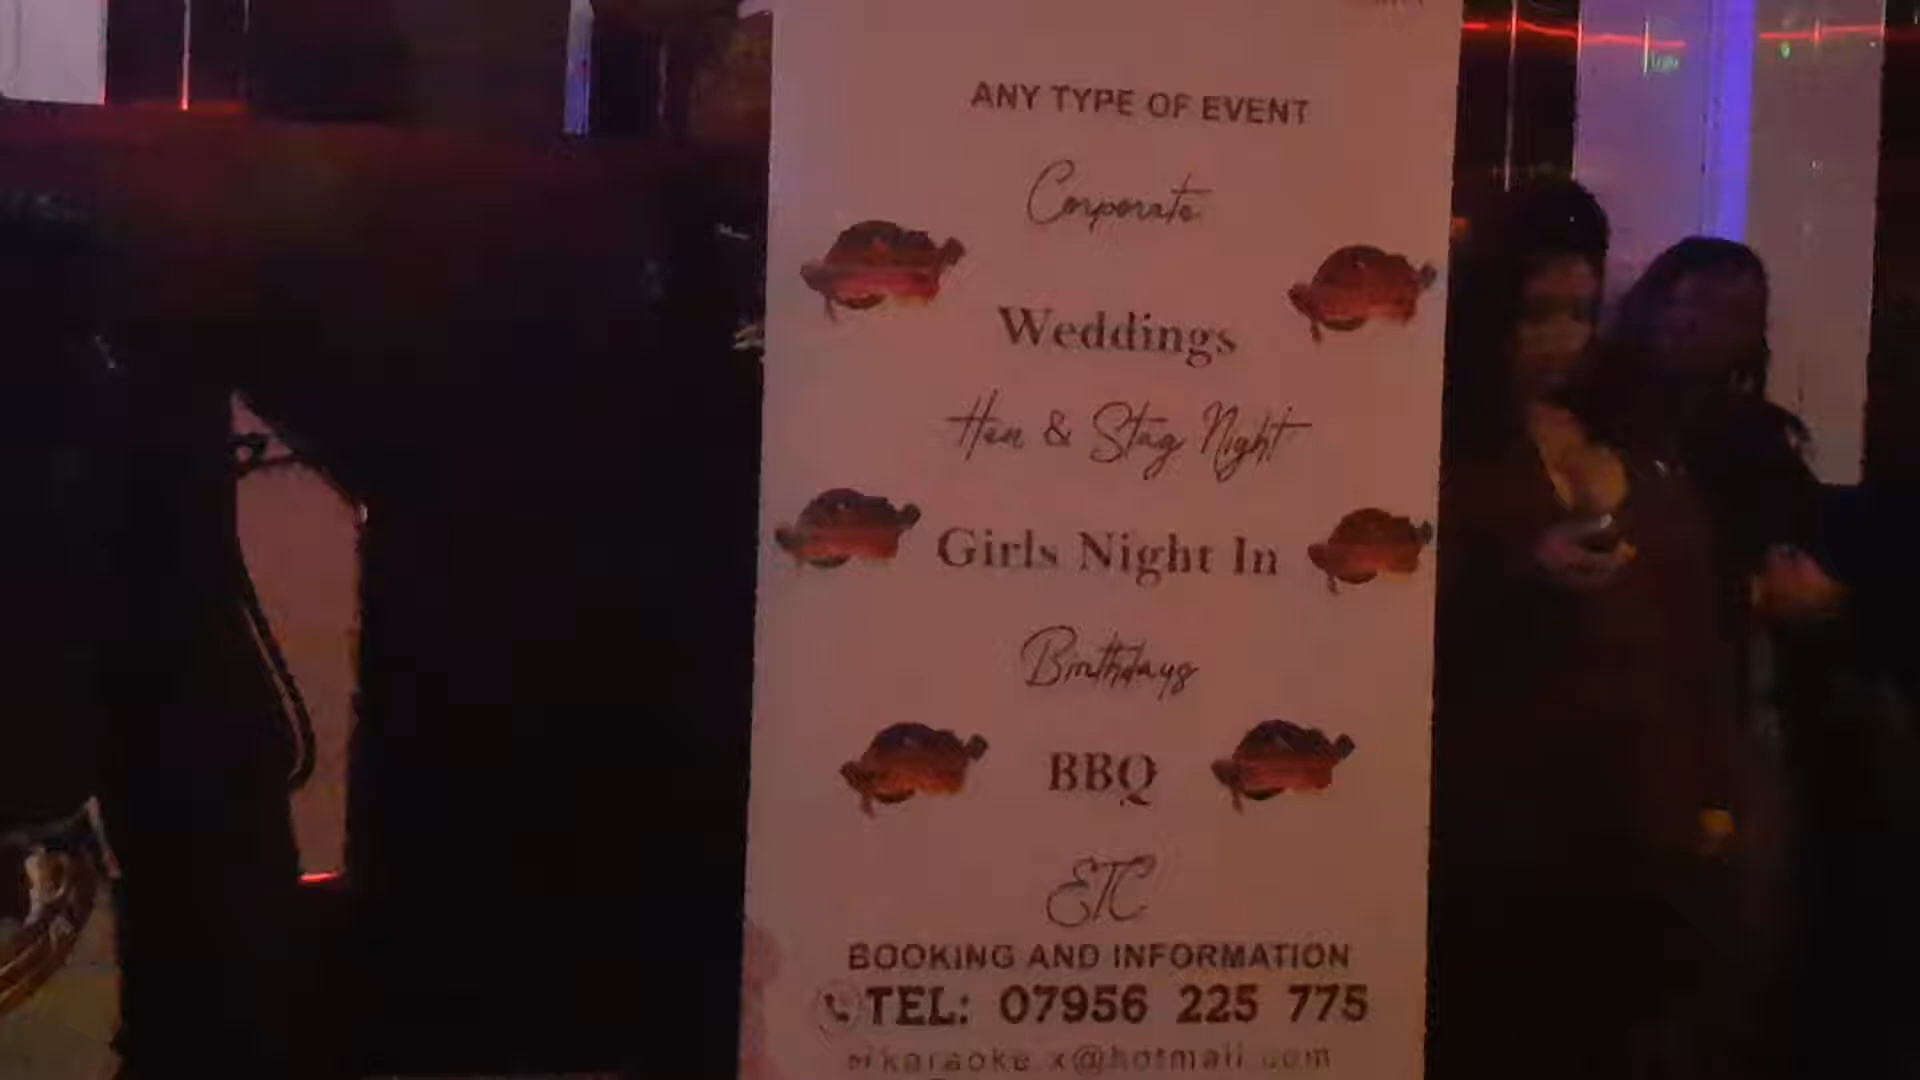 ANY TYPE OF EVENT
Corporate
Weddings
Hen & Stag Night
Girls Night In
Birthdays
BBQ
ETC
BOOKING AND INFORMATION
TEL: 07956 225 775